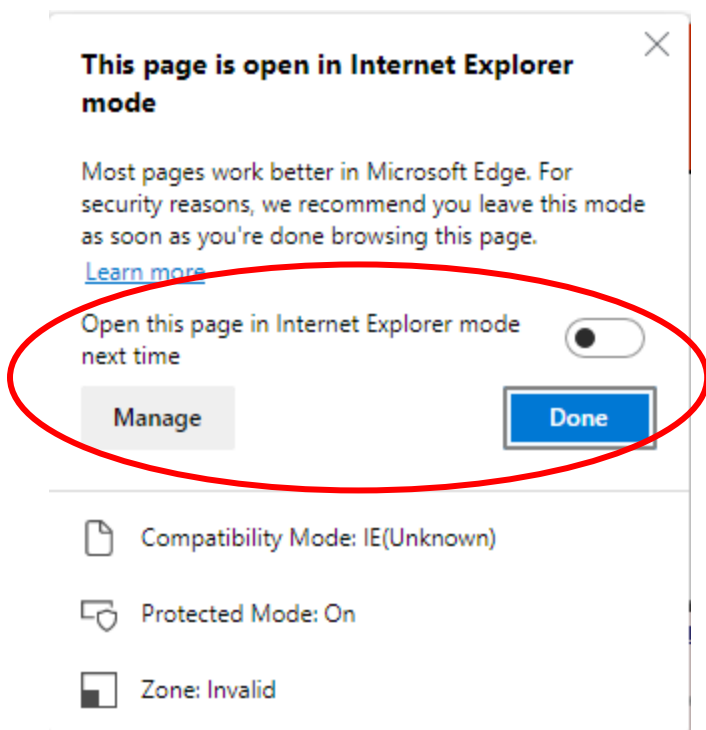 This page is open in Internet Explorer
mode
Most pages work better in Microsoft Edge. For
security reasons, we recommend you leave this mode
as soon as you're done browsing this page.
Learn more
Open this page in Internet Explorer mode
next time
Manage
Done
Compatibility Mode: IE(Unknown)
Protected Mode: On
Zone: Invalid